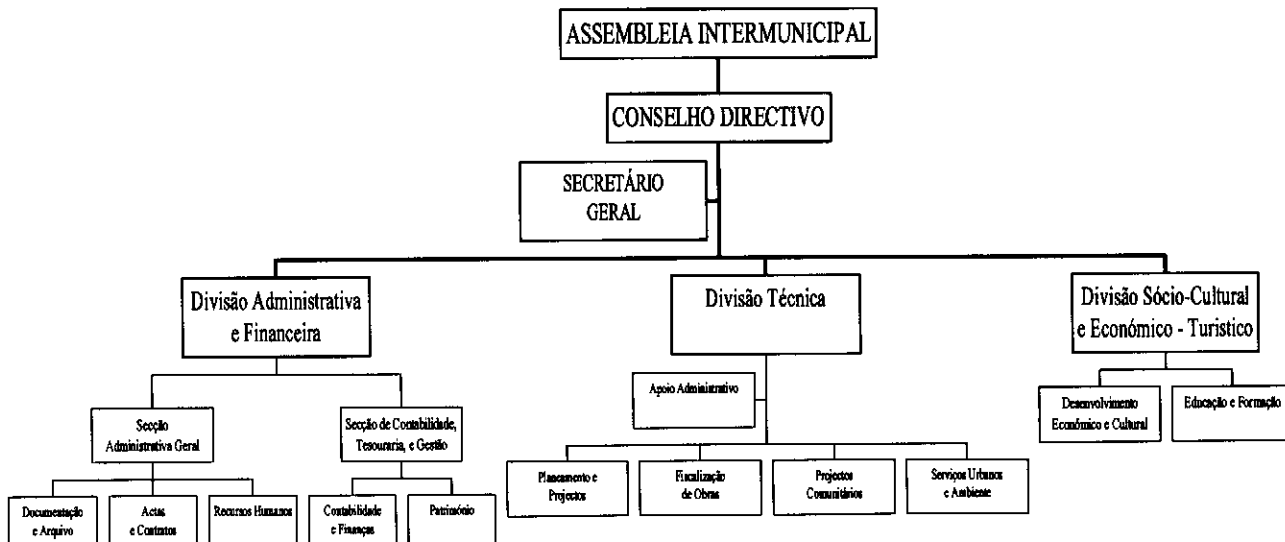 ASSEMBLEIA INTERMUNICIPAL
CONSELHO DIRECTIVO
SECRETÁRIO
GERAL
Divisão Administrativa
e Financeira
Divisão Técnica
Divisão Sócio-Cultural
e Económico - Turistico
Apoio Administrativo
Desenvolvimento
Económico e Cultural
Educação e Formação
Secção
Administrativa Geral
Secção de Contabilidade,
Tesouraria, e Gestão
Planeamento e
Projectos
Fiscalização
de Obras
Projectos
Comunitários
Serviços Urbanos
e Ambiente
Documentação
e Arquivo
Actas
e Contratos
Recursos Humanos
Contabilidade
e Finanças
Património